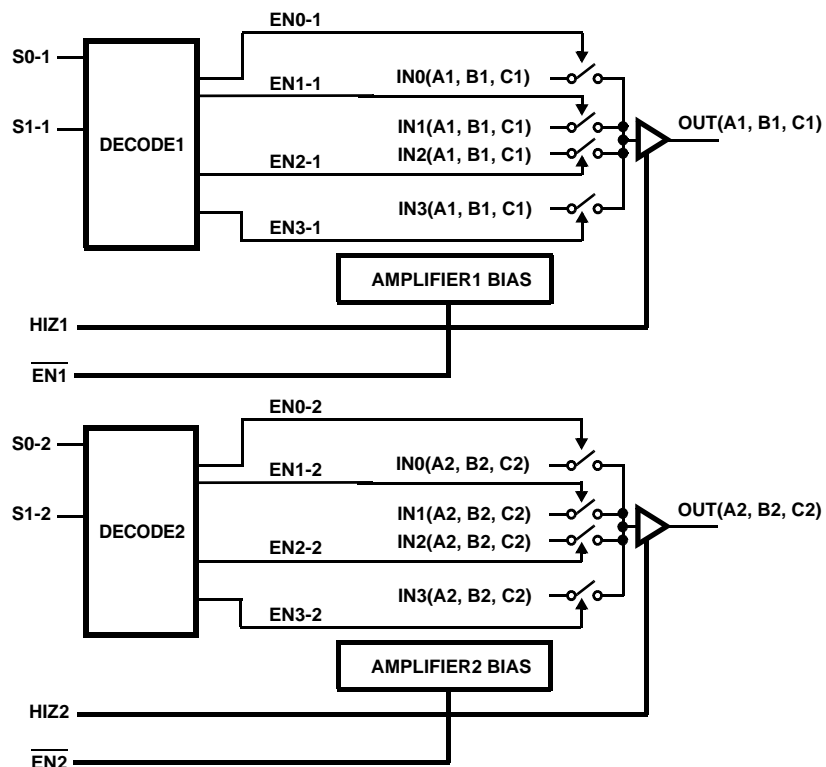 EN0-1
S0-1
EN1-1
IN0(A1, B1, C1)
S1-1
IN1(A1, B1, C1)
OUT(A1, B1, C1)
DECODE1
IN2(A1, B1, C1)
EN2-1
IN3(A1, B1, C1)
EN3-1
AMPLIFIER1 BIAS
HIZ1
EN1
EN0-2
S0-2
EN1-2
IN0(A2, B2, C2)
S1-2
IN1(A2, B2, C2)
OUT(A2, B2, C2)
DECODE2
IN2(A2, B2, C2)
EN2-2
IN3(A2, B2, C2)
EN3-2
AMPLIFIER2 BIAS
HIZ2
EN2